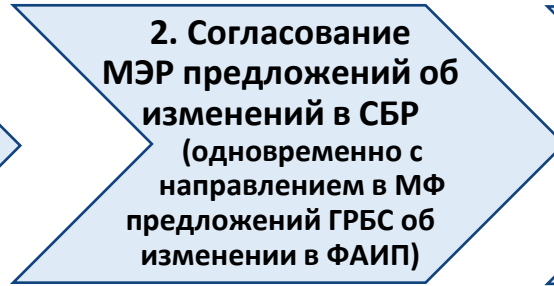 2. Согласование
МЭР предложений об
изменений в СБР
(одновременно с
направлением в МФ
предложений ГРБС об
изменении в ФАИП)